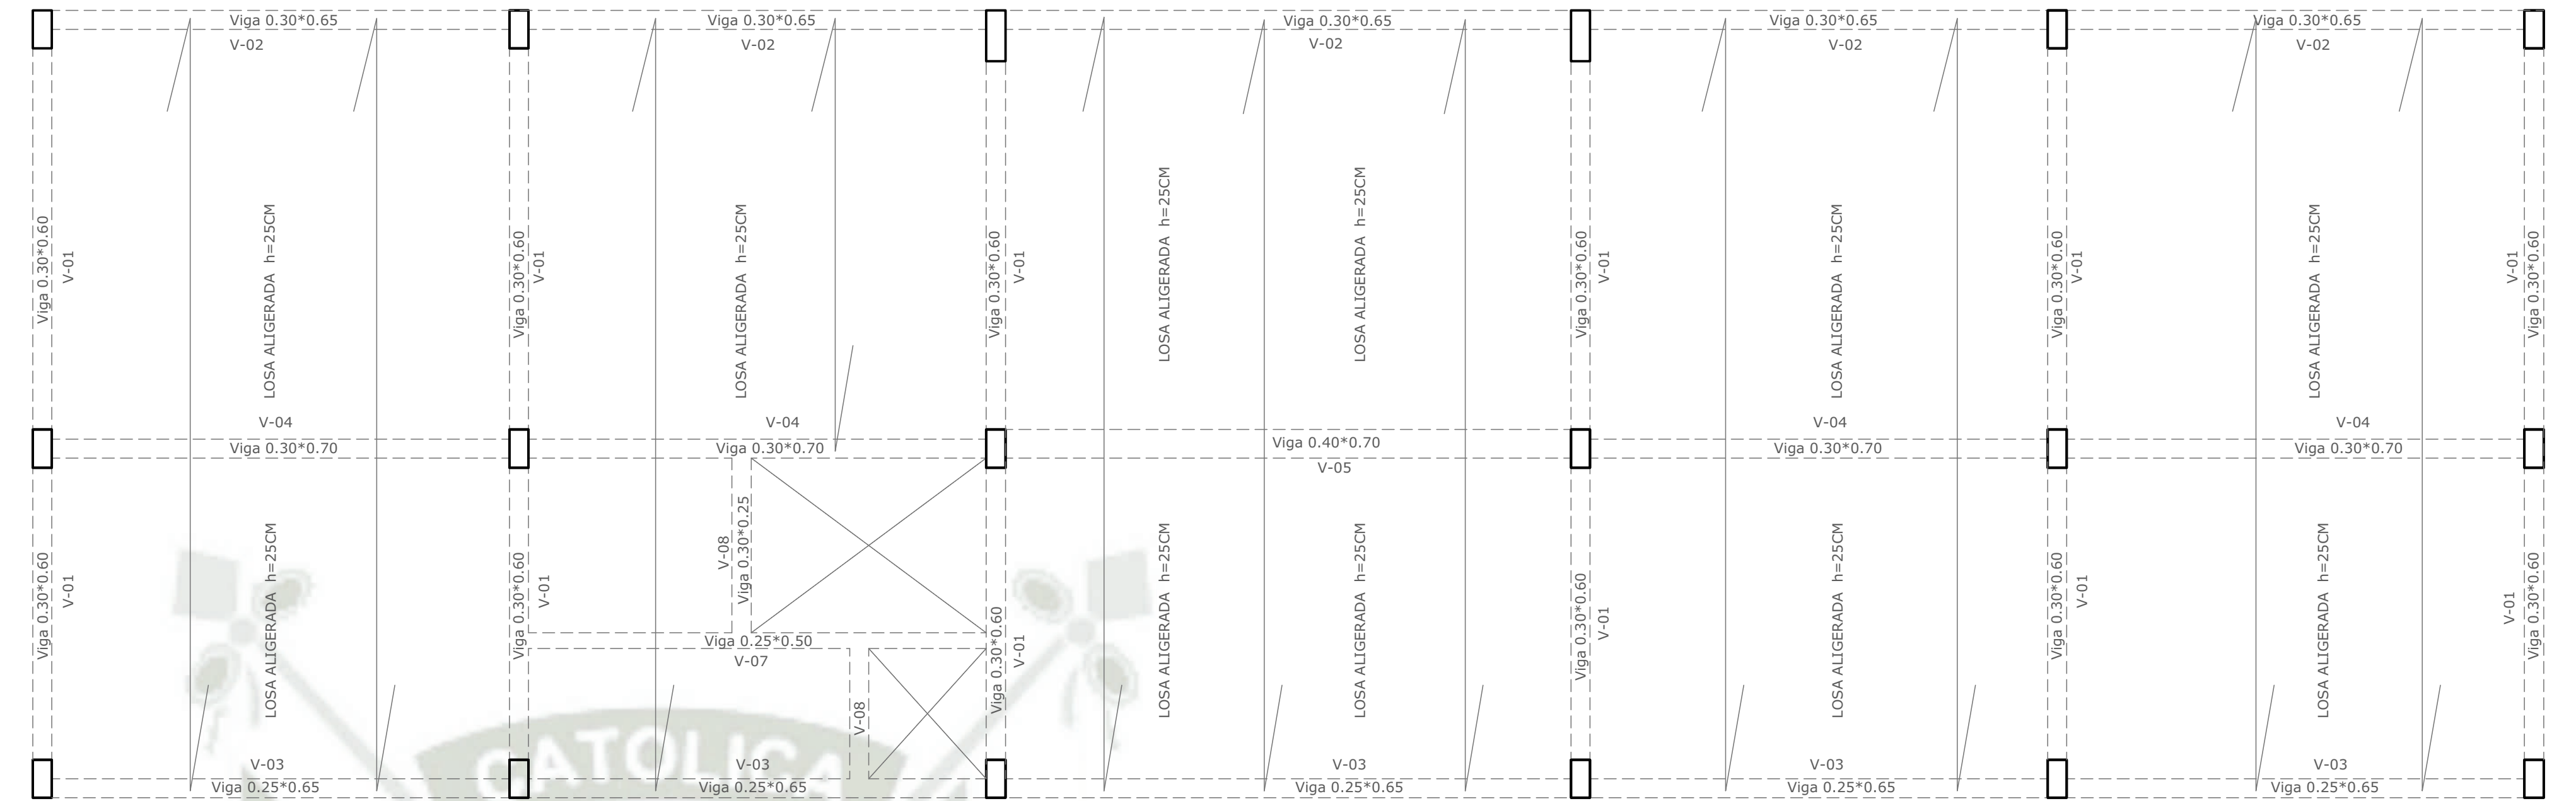 Viga 0.30*0.65
Viga 0.30*0.65
Viga 0.30*0.65
Viga 0.30*0.65
Viga 0.30*0.65
V-02
V-02
V-02
V-02
V-02
Viga 0.30*0.60
V-01
LOSA ALIGERADA h=25CM
Viga 0.30*0.60
V-01
LOSA ALIGERADA h=25CM
Viga 0.30*0.60
V-01
LOSA ALIGERADA h=25CM
LOSA ALIGERADA h=25CM
Viga 0.30*0.60
V-01
LOSA ALIGERADA h=25CM
Viga 0.30*0.60
V-01
LOSA ALIGERADA h=25CM
V-01
Viga 0.30*0.60
V-04
V-04
V-04
V-04
Viga 0.30*0.70
Viga 0.30*0.70
Viga 0.40*0.70
Viga 0.30*0.70
Viga 0.30*0.70
V-05
Viga 0.30*0.60
V-01
LOSA ALIGERADA h=25CM
Viga 0.30*0.60
V-01
V-08
Viga 0.30*0.25
Viga 0.25*0.50
V-07
V-08
Viga 0.30*0.60
V-01
LOSA ALIGERADA h=25CM
LOSA ALIGERADA h=25CM
Viga 0.30*0.60
V-01
LOSA ALIGERADA h=25CM
Viga 0.30*0.60
V-01
LOSA ALIGERADA h=25CM
V-01
Viga 0.30*0.60
CATOLICA
V-03
V-03
V-03
V-03
V-03
Viga 0.25*0.65
Viga 0.25*0.65
Viga 0.25*0.65
Viga 0.25*0.65
Viga 0.25*0.65